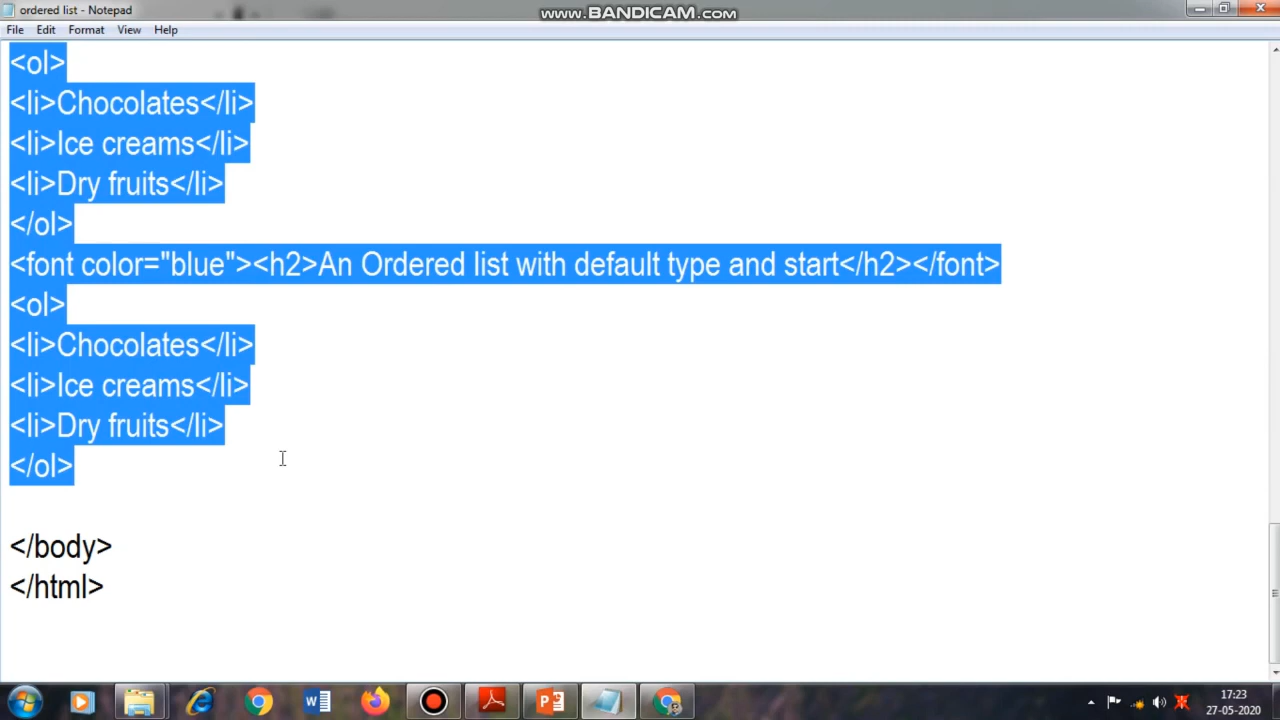 ordered list - Notepad
www.BANDICAM.com
File Edit Format View Help
<ol>
<li>Chocolates</li>
<li>Ice creams</li>
<li>Dry fruits</li>
</ol>
<font color="blue"><h2>An Ordered list with default type and start</h2></font>
<ol>
<li>Chocolates</li>
<li>Ice creams</li>
<li>Dry fruits</li>
</ol>
</body>
</html>
17:23
27-05-2020